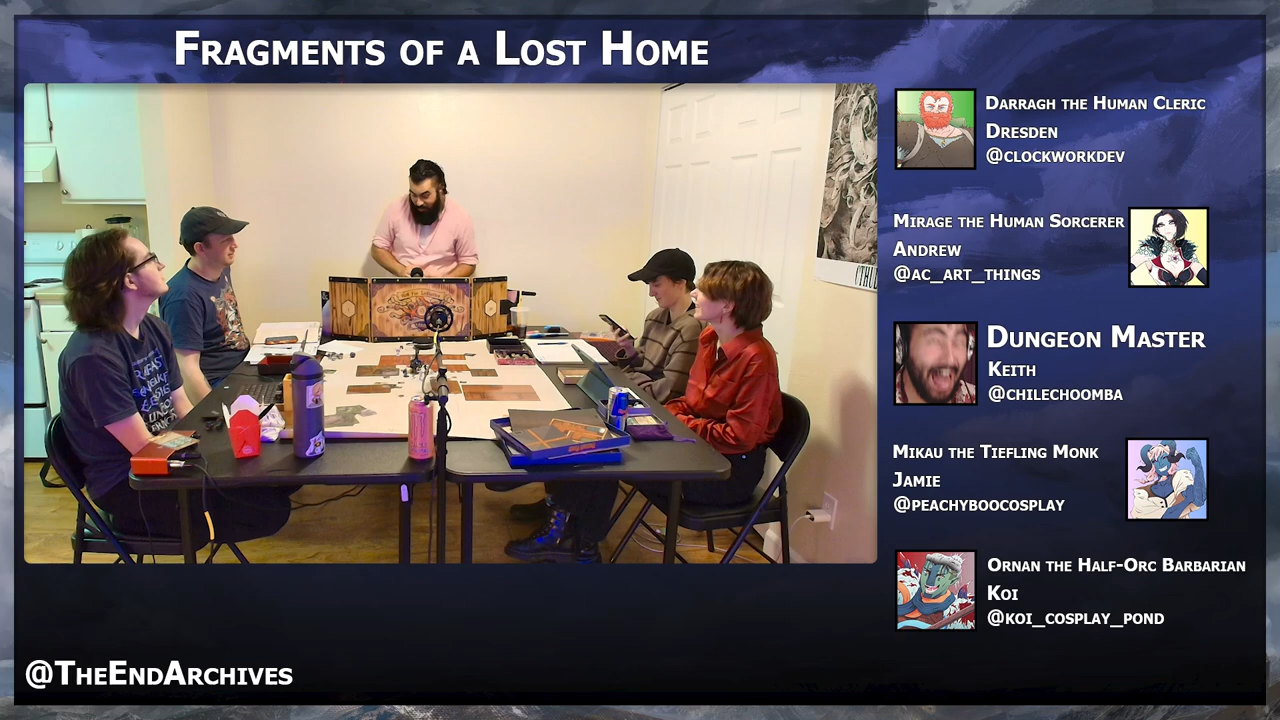 Fragments of a Lost Home
Darragh the Human Cleric
Dresden
@clockworkdev
Mirage the Human Sorcerer
Andrew
@ac_art_things
Dungeon Master
Keith
@chilechoomba
Mikau the Tiefling Monk
Jamie
@peachyboocosplay
Ornan the Half-Orc Barbarian
Koi
@koi_cosplay_pond
@TheEndArchives